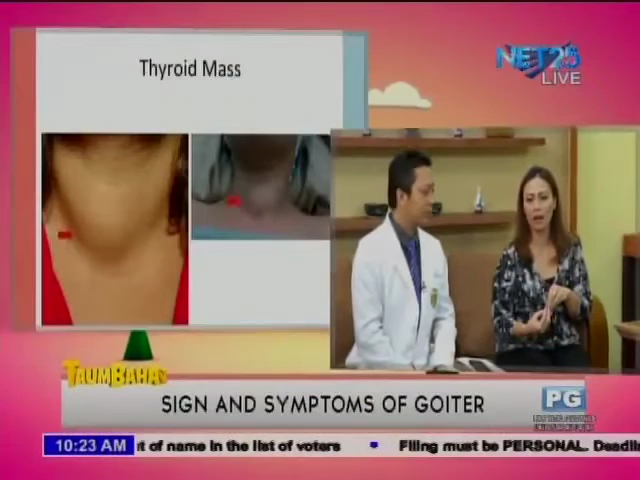 Thyroid Mass
NET25
LIVE
TAUMBAHAY
SIGN AND SYMPTOMS OF GOITER
PG
10:23 AM
t of name in the list of voters • Filing must be PERSONAL. Deadlin